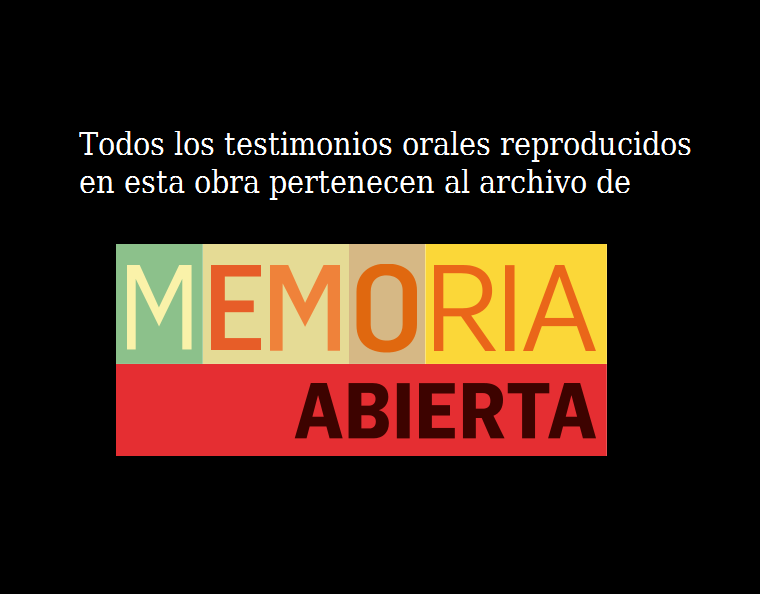 Todos los testimonios orales reproducidos
en esta obra pertenecen al archivo de
MEMORIA
ABIERTA